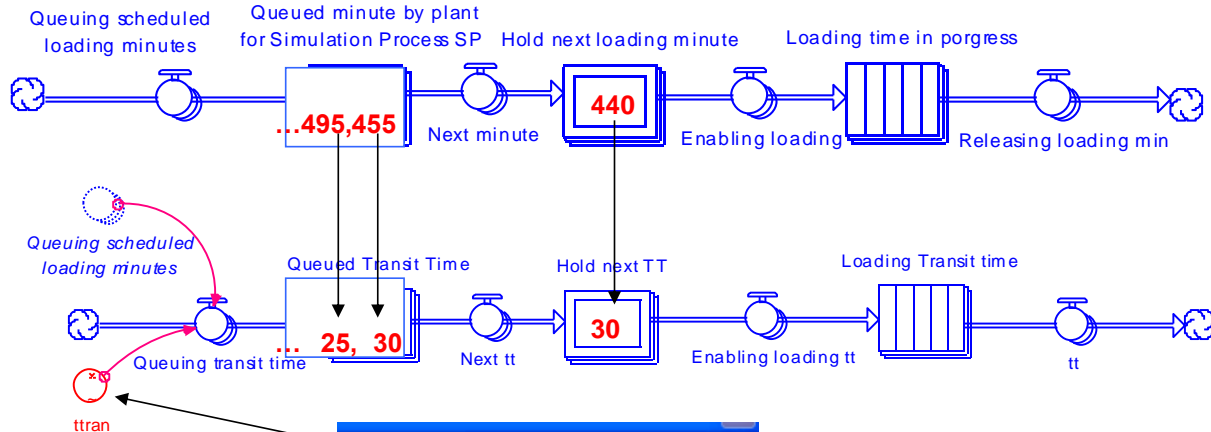 Queuing scheduled
loading minutes
Queued minute by plant
for Simulation Process SP
Hold next loading minute
Loading time in porgress
...495,455
440
Next minute
Enabling loading
Releasing loading min
Queuing scheduled
loading minutes
Queued Transit Time
Hold next TT
Loading Transit time
... 25, 30
30
Queuing transit time
Next tt
Enabling loading tt
tt
ttran